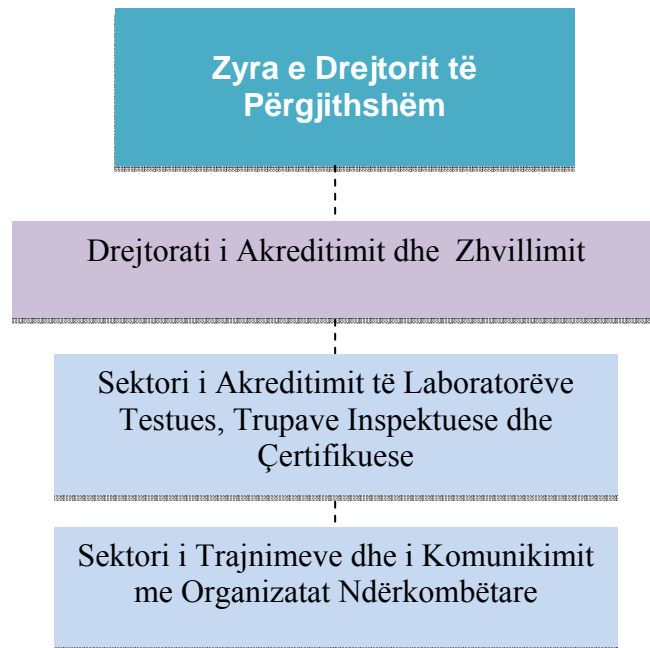 Zyra e Drejtorit të
Përgjithshëm
Drejtorati i Akreditimit dhe Zhvillimit
Sektori i Akreditimit të Laboratorëve
Testues, Trupave Inspektuese dhe
Çertifikuese
Sektori i Trajnimeve dhe i Komunikimit
me Organizatat Ndërkombëtare